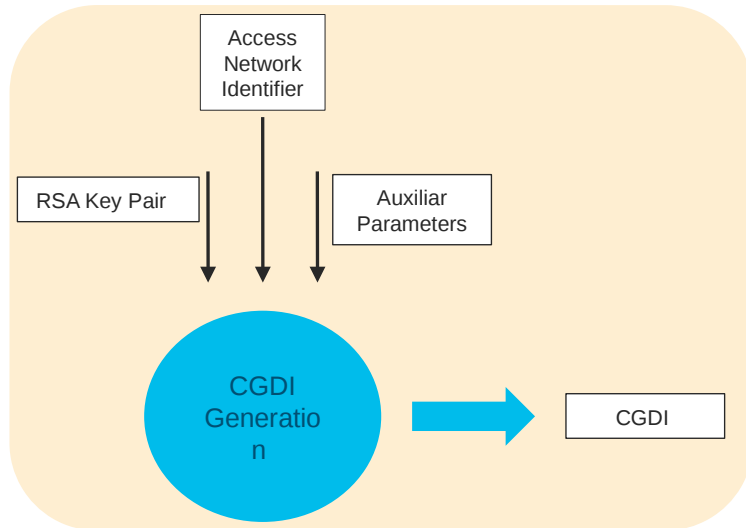 Access
Network
Identifier
RSA Key Pair
Auxiliar
Parameters
CGDI
Generatio
n
CGDI